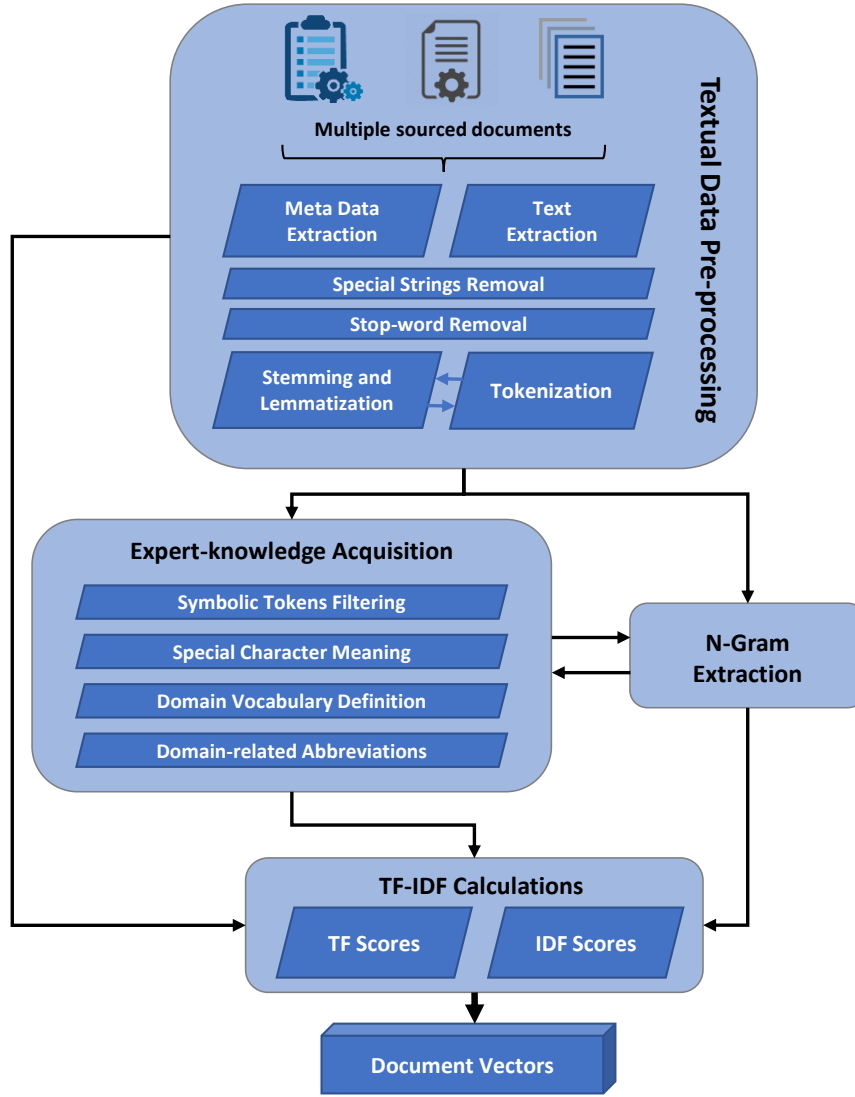 Multiple sourced documents
Textual Data Pre-processing
Meta Data
Extraction
Text
Extraction
Special Strings Removal
Stop-word Removal
Stemming and
Lemmatization
Tokenization
Expert-knowledge Acquisition
Symbolic Tokens Filtering
Special Character Meaning
Domain Vocabulary Definition
Domain-related Abbreviations
N-Gram
Extraction
TF-IDF Calculations
TF Scores
IDF Scores
Document Vectors